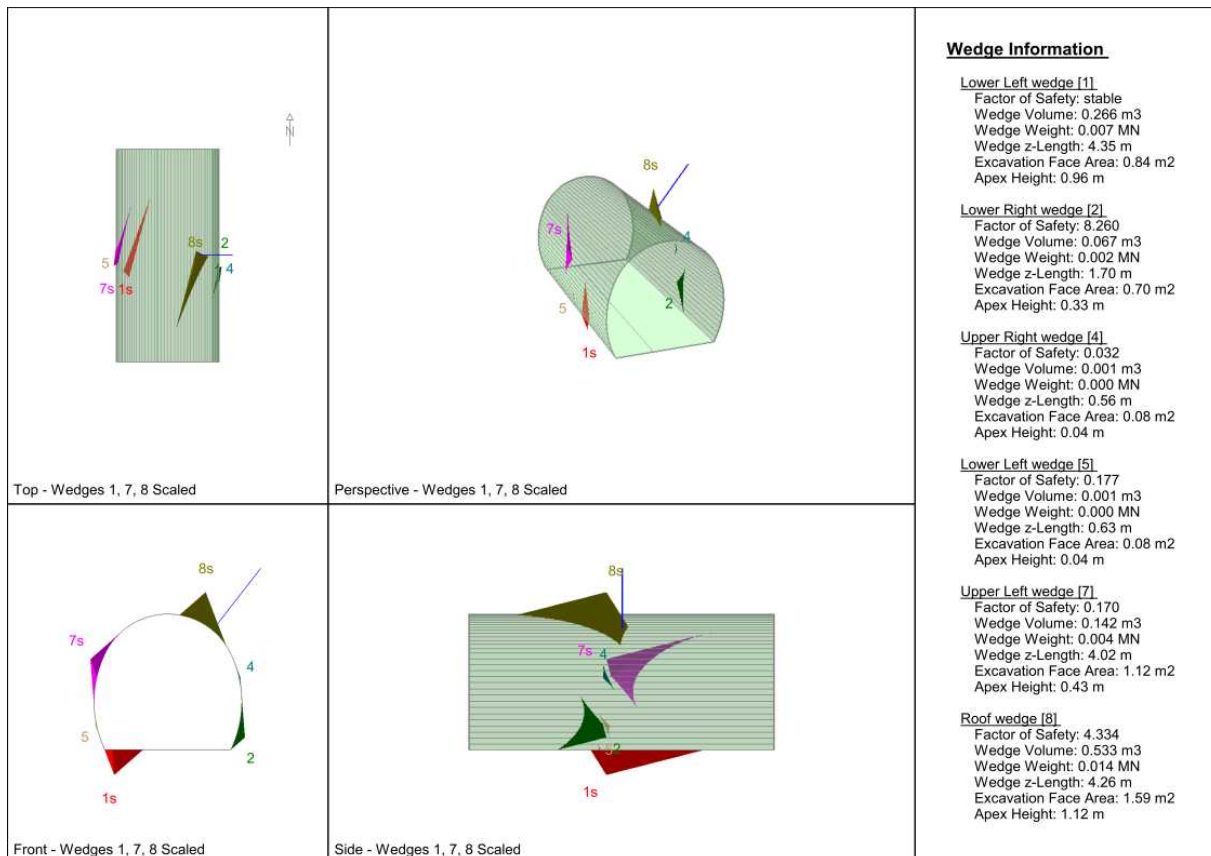 N
8s
2
4
5
7s
1s
Top - Wedges 1, 7, 8 Scaled
8s
7s
4
5
2
1s
Perspective - Wedges 1, 7, 8 Scaled
8s
7s
4
5
2
1s
Front - Wedges 1, 7, 8 Scaled
8s
7s
4
52
1s
Side - Wedges 1, 7, 8 Scaled
Wedge Information
Lower Left wedge [1]
Factor of Safety: stable
Wedge Volume: 0.266 m3
Wedge Weight: 0.007 MN
Wedge z-Length: 4.35 m
Excavation Face Area: 0.84 m2
Apex Height: 0.96 m
Lower Right wedge [2]
Factor of Safety: 8.260
Wedge Volume: 0.067 m3
Wedge Weight: 0.002 MN
Wedge z-Length: 1.70 m
Excavation Face Area: 0.70 m2
Apex Height: 0.33 m
Upper Right wedge [4]
Factor of Safety: 0.032
Wedge Volume: 0.001 m3
Wedge Weight: 0.000 MN
Wedge z-Length: 0.56 m
Excavation Face Area: 0.08 m2
Apex Height: 0.04 m
Lower Left wedge [5]
Factor of Safety: 0.177
Wedge Volume: 0.001 m3
Wedge Weight: 0.000 MN
Wedge z-Length: 0.63 m
Excavation Face Area: 0.08 m2
Apex Height: 0.04 m
Upper Left wedge [7]
Factor of Safety: 0.170
Wedge Volume: 0.142 m3
Wedge Weight: 0.004 MN
Wedge z-Length: 4.02 m
Excavation Face Area: 1.12 m2
Apex Height: 0.43 m
Roof wedge [8]
Factor of Safety: 4.334
Wedge Volume: 0.533 m3
Wedge Weight: 0.014 MN
Wedge z-Length: 4.26 m
Excavation Face Area: 1.59 m2
Apex Height: 1.12 m